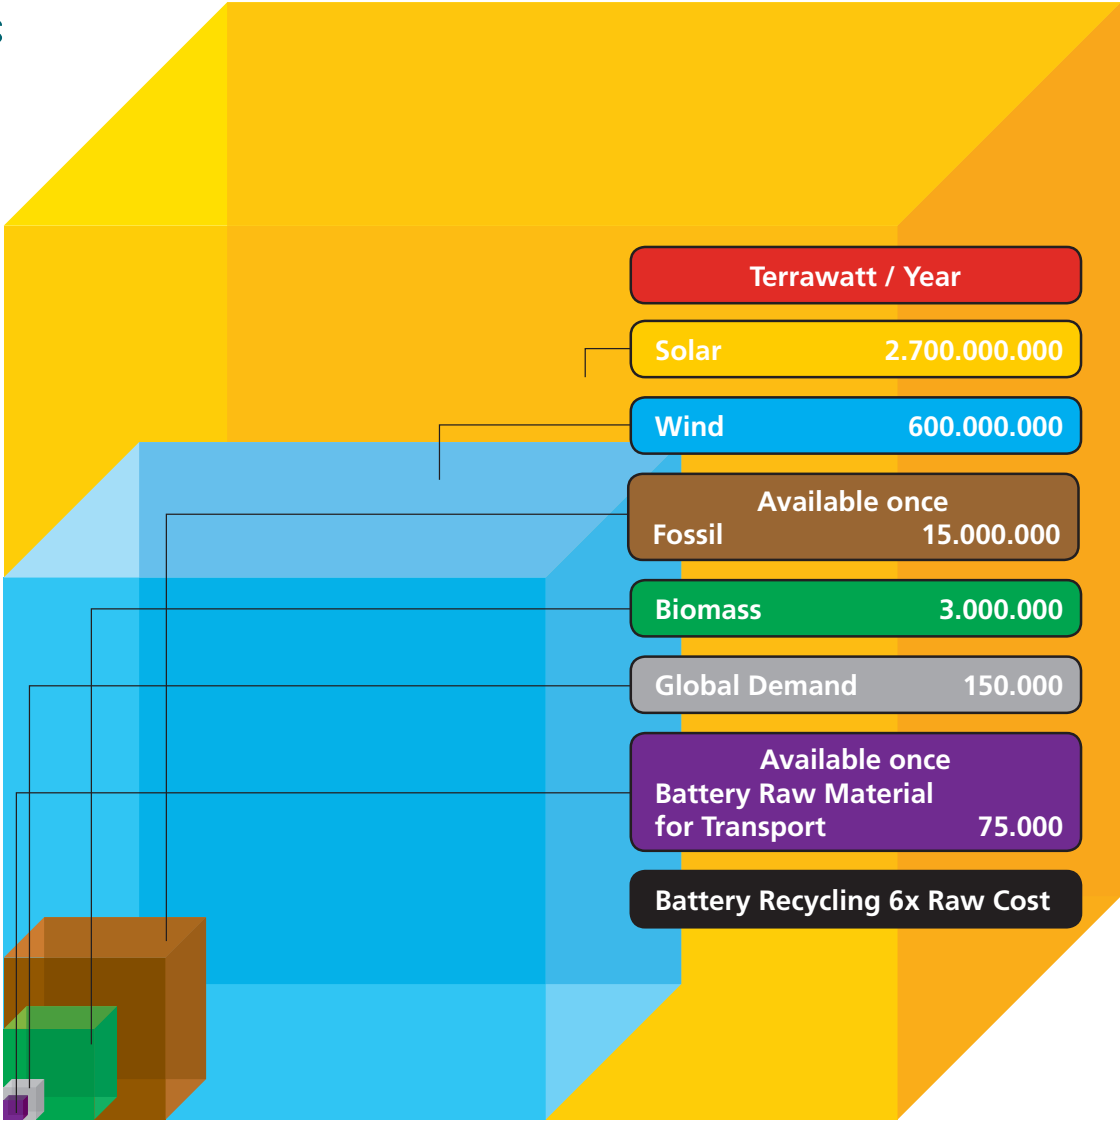 s
Terrawatt / Year
Solar 2.700.000.000
Wind 600.000.000
Available once
Fossil 15.000.000
Biomass 3.000.000
Global Demand 150.000
Available once
Battery Raw Material
for Transport 75.000
Battery Recycling 6x Raw Cost